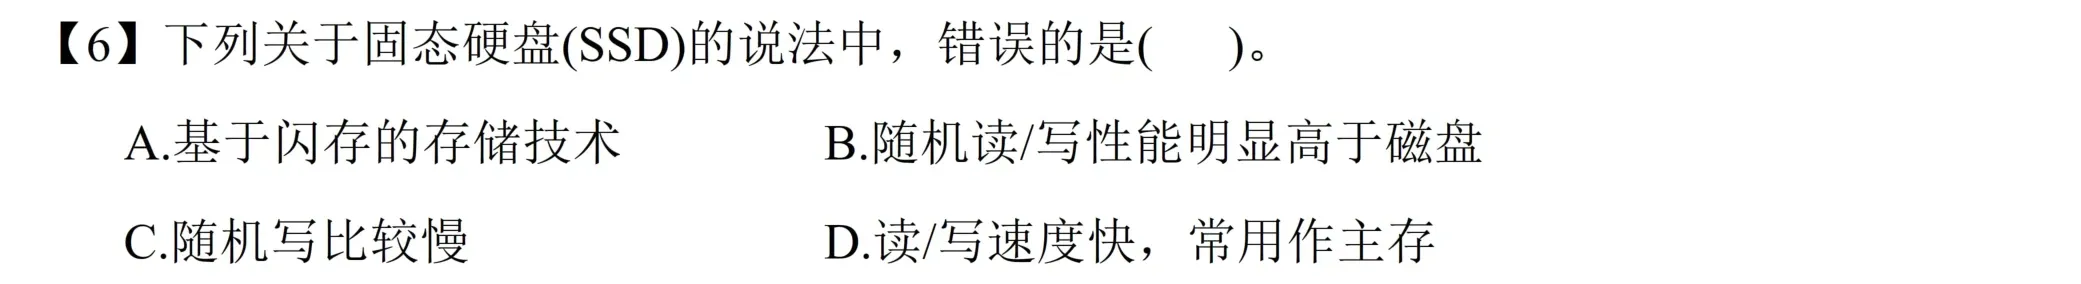 【6】下列关于固态硬盘(SSD)的说法中，错误的是(　　)。
A.基于闪存的存储技术　　B.随机读/写性能明显高于磁盘
C.随机写比较慢　　D.读/写速度快，常用作主存